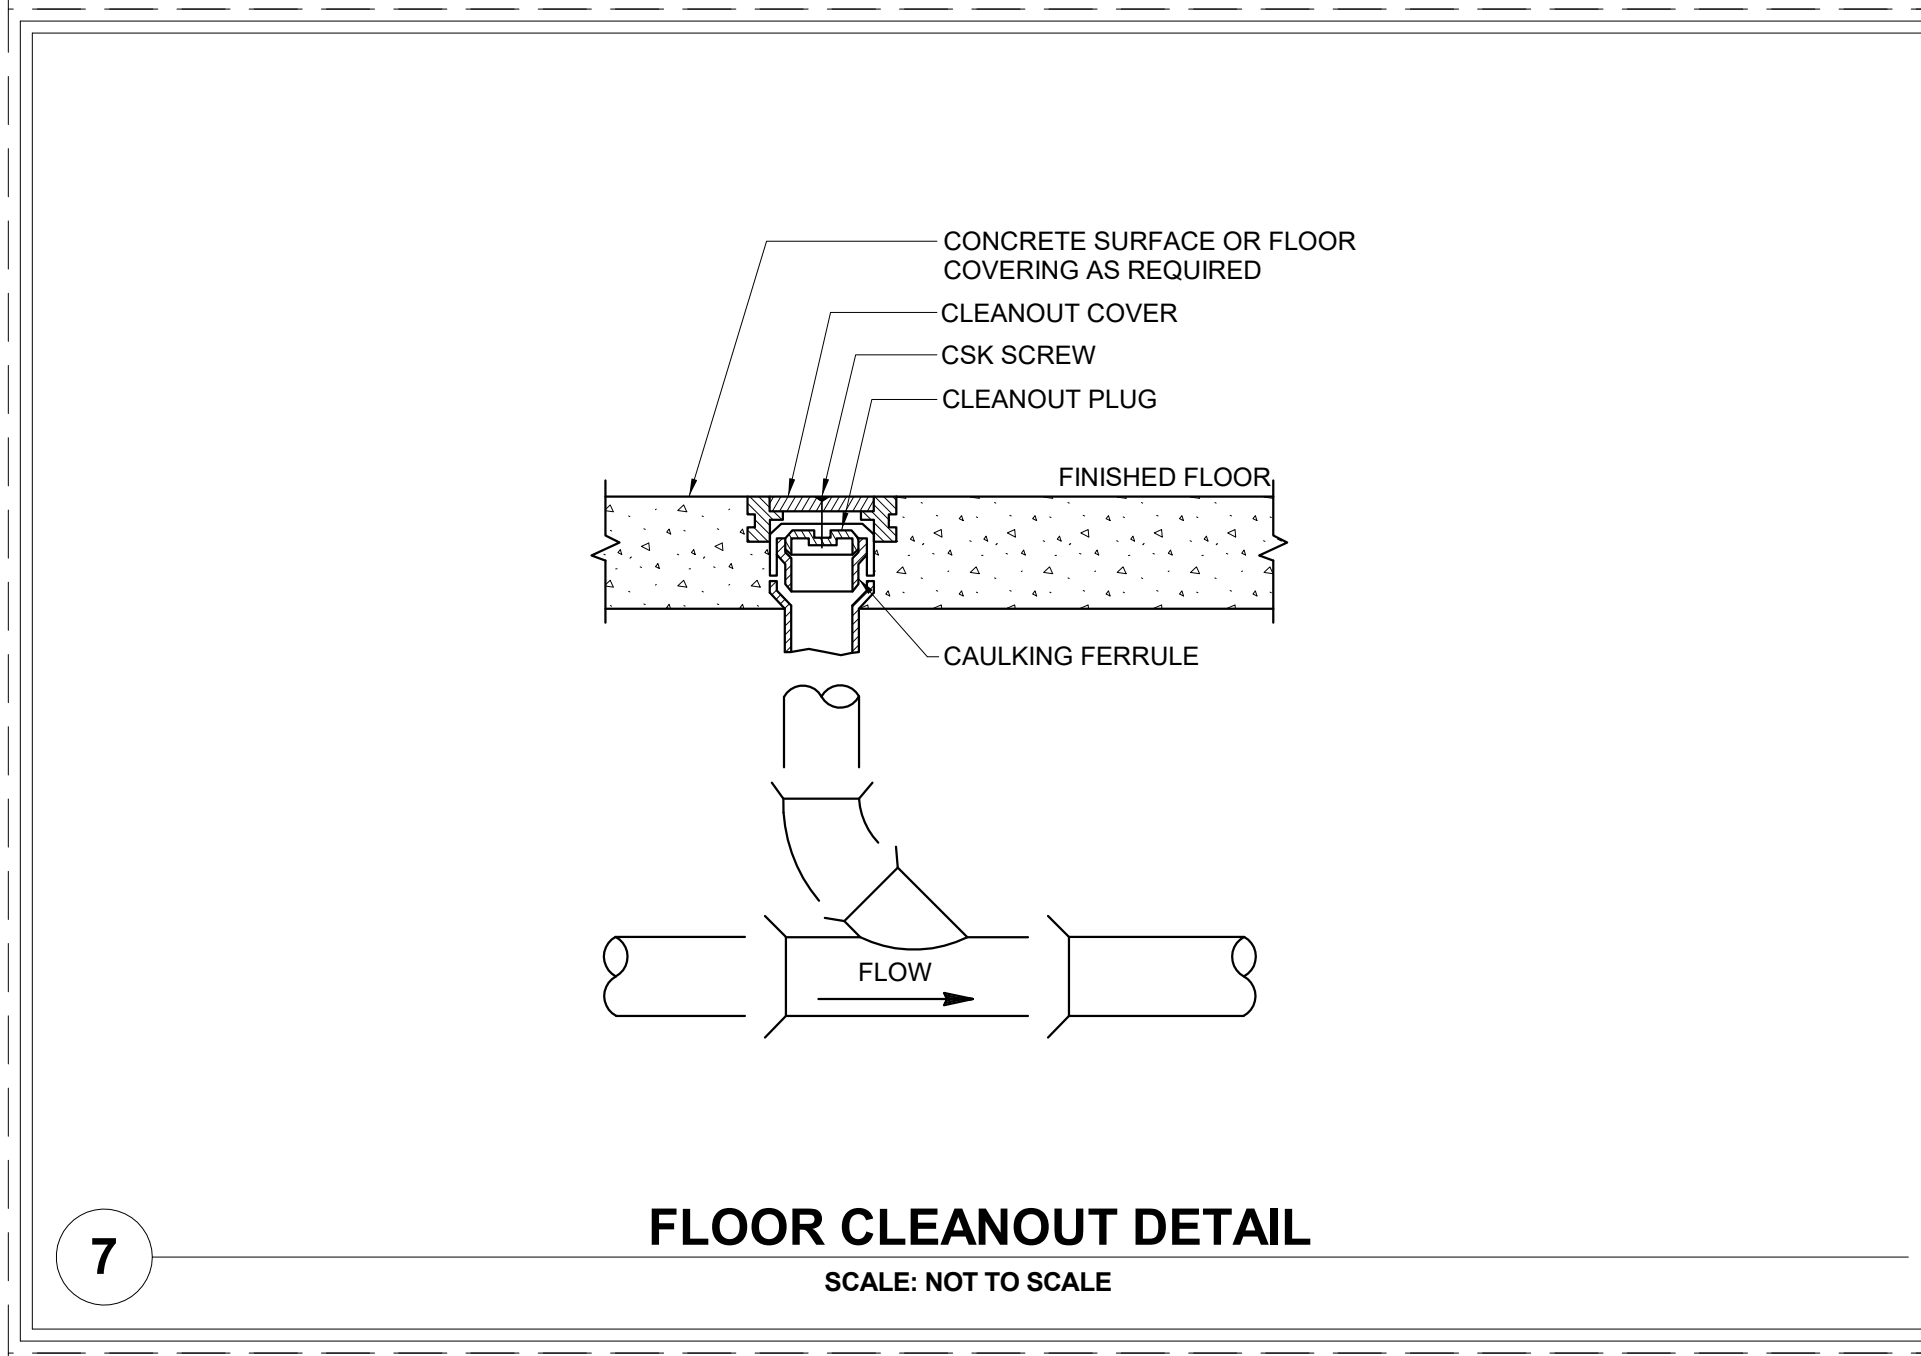 CONCRETE SURFACE OR FLOOR
COVERING AS REQUIRED
CLEANOUT COVER
CSK SCREW
CLEANOUT PLUG
FINISHED FLOOR
CAULKING FERRULE
FLOW
7
FLOOR CLEANOUT DETAIL
SCALE: NOT TO SCALE